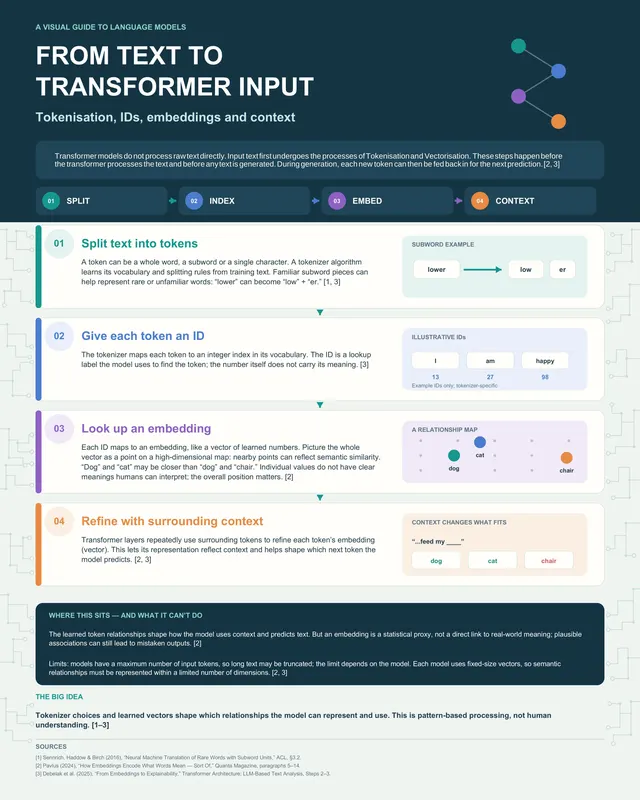 A VISUAL GUIDE TO LANGUAGE MODELS
FROM TEXT TO
TRANSFORMER INPUT
Tokenisation, IDs, embeddings and context
Transformer models do not process raw text directly. Input text first undergoes the processes of Tokenisation and Vectorisation. These steps happen before
the transformer processes the text and before any text is generated. During generation, each new token can then be fed back in for the next prediction. [2, 3]
01 SPLIT
02 INDEX
03 EMBED
04 CONTEXT
01
Split text into tokens
A token can be a whole word, a subword or a single character. A tokenizer algorithm
learns its vocabulary and splitting rules from training text. Familiar subword pieces can
help represent rare or unfamiliar words: “lower” can become “low” + “er.” [1, 3]
SUBWORD EXAMPLE
lower low er
02
Give each token an ID
The tokenizer maps each token to an integer index in its vocabulary. The ID is a lookup
label the model uses to find the token; the number itself does not carry its meaning. [3]
ILLUSTRATIVE IDs
I am happy
13 27 98
Example IDs only; tokenizer-specific
03
Look up an embedding
Each ID maps to an embedding, like a vector of learned numbers. Picture the whole
vector as a point on a high-dimensional map: nearby points can reflect semantic similarity.
“Dog” and “cat” may be closer than “dog” and “chair.” Individual values do not have clear
meanings humans can interpret; the overall position matters. [2]
A RELATIONSHIP MAP
cat
dog
chair
04
Refine with surrounding context
Transformer layers repeatedly use surrounding tokens to refine each token’s embedding
(vector). This lets its representation reflect context and helps shape which next token the
model predicts. [2, 3]
CONTEXT CHANGES WHAT FITS
“...feed my ____”
dog cat chair
WHERE THIS SITS — AND WHAT IT CAN’T DO
The learned token relationships shape how the model uses context and predicts text. But an embedding is a statistical proxy, not a direct link to real-world meaning; plausible
associations can still lead to mistaken outputs. [2]
Limits: models have a maximum number of input tokens, so long text may be truncated; the limit depends on the model. Each model uses fixed-size vectors, so semantic
relationships must be represented within a limited number of dimensions. [2, 3]
THE BIG IDEA
Tokenizer choices and learned vectors shape which relationships the model can represent and use. This is pattern-based processing, not human
understanding. [1–3]
SOURCES
[1] Sennrich, Haddow & Birch (2016), “Neural Machine Translation of Rare Words with Subword Units,” ACL, §3.2.
[2] Pavlus (2024), “How Embeddings Encode What Words Mean — Sort Of,” Quanta Magazine, paragraphs 5–14.
[3] Debelak et al. (2025), “From Embeddings to Explainability,” Transformer Architecture: LLM-Based Text Analysis, Steps 2–3.